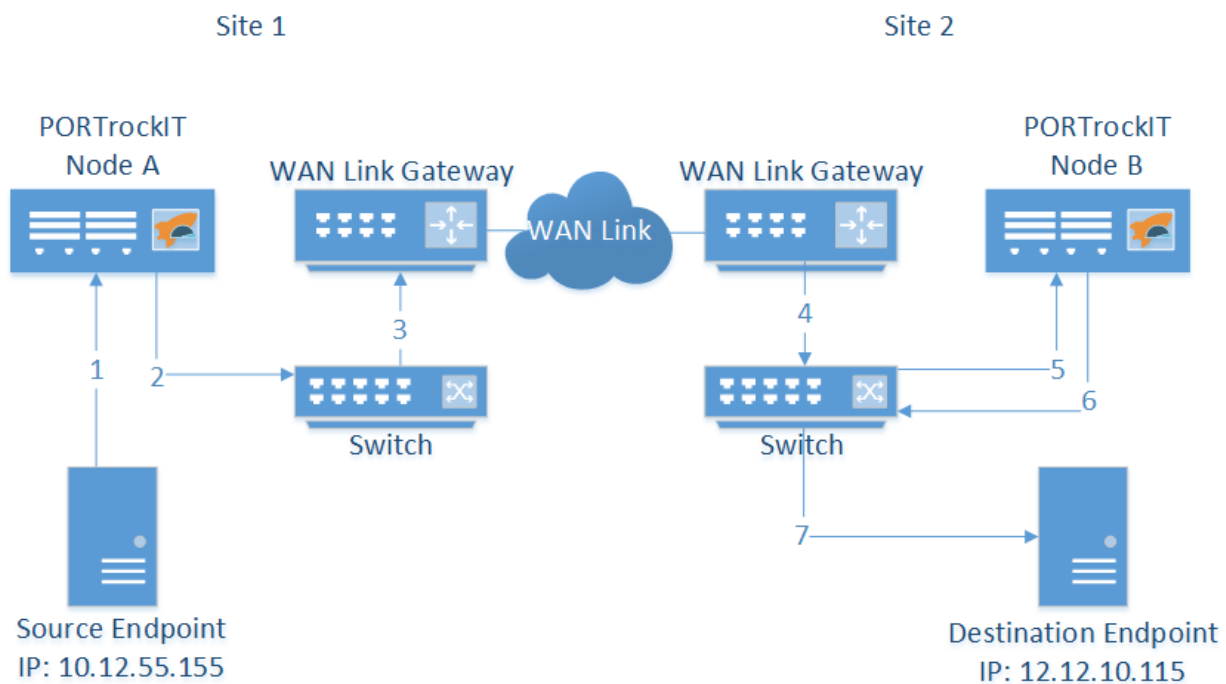 Site 1
Site 2
PORTrockIT
Node A
WAN Link Gateway
WAN Link
WAN Link Gateway
PORTrockIT
Node B
1
2
3
Switch
4
5
6
Switch
7
Source Endpoint
IP: 10.12.55.155
Destination Endpoint
IP: 12.12.10.115